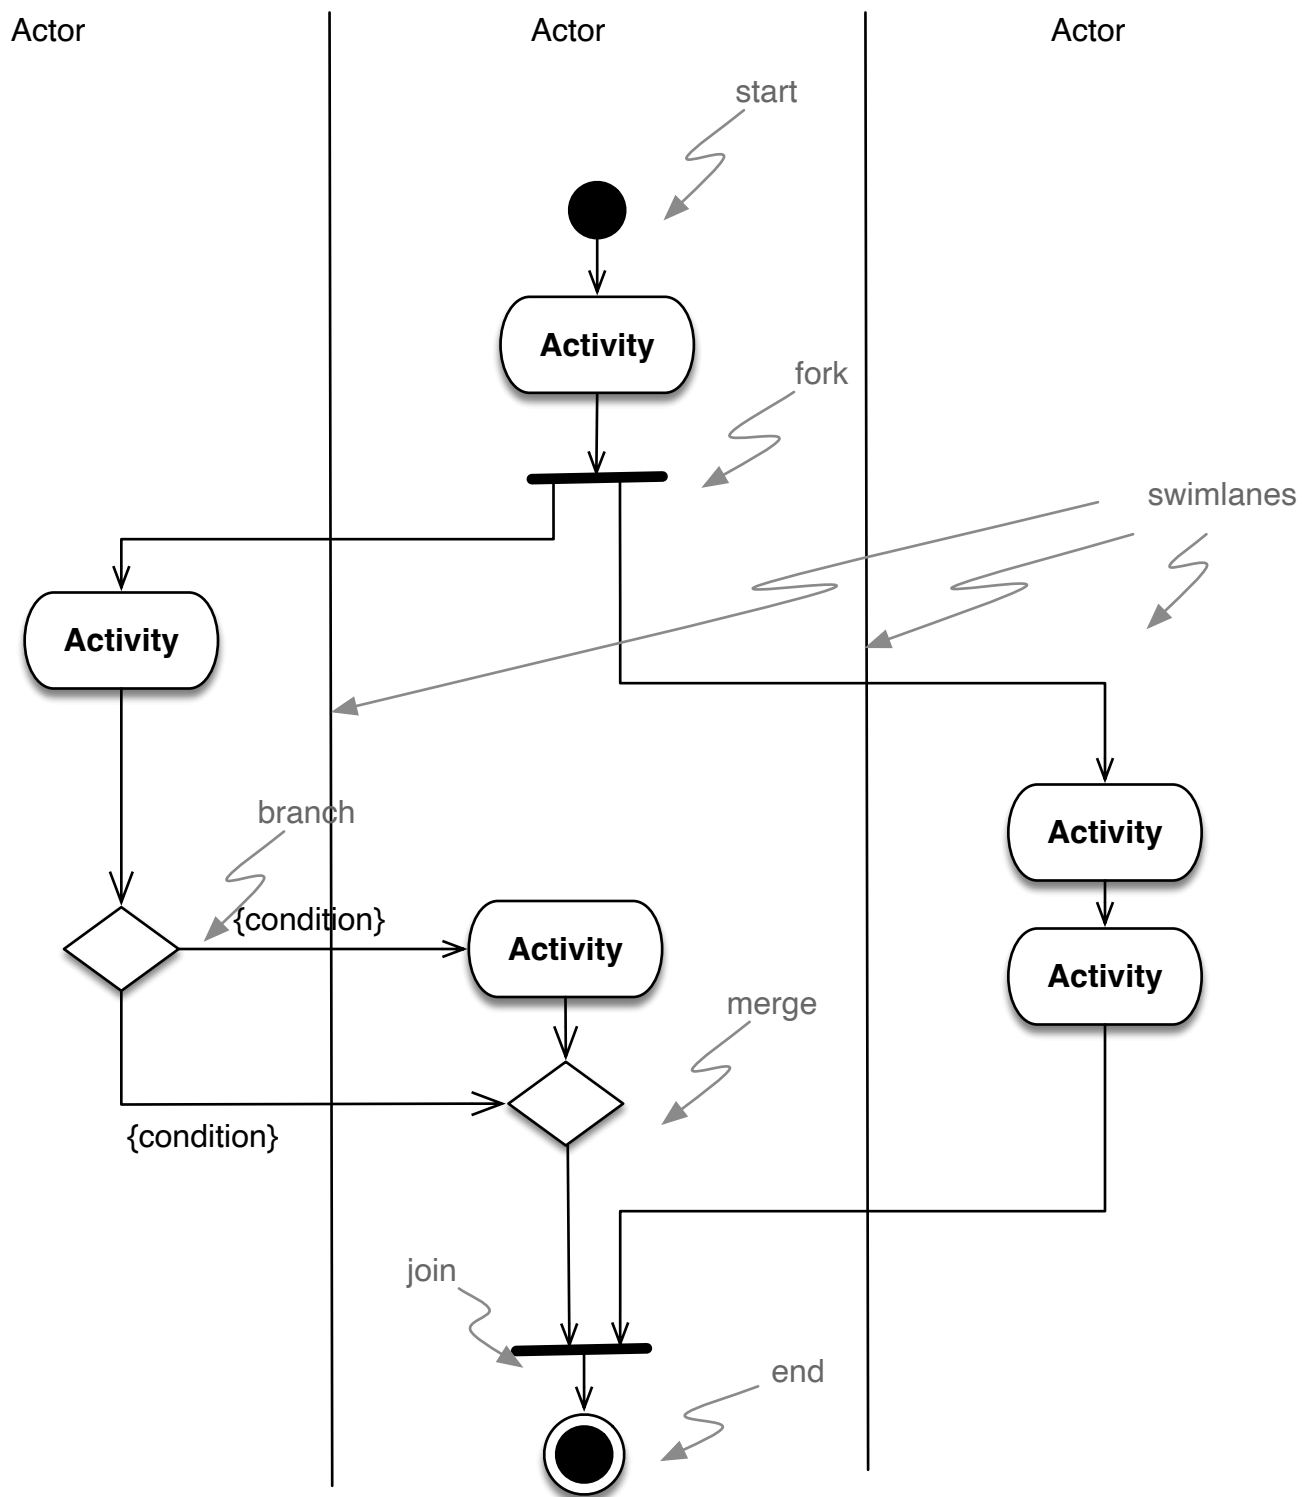 Actor
Actor
Actor
start
Activity
fork
swimlanes
Activity
branch
Activity
{condition}
Activity
Activity
merge
{condition}
join
end